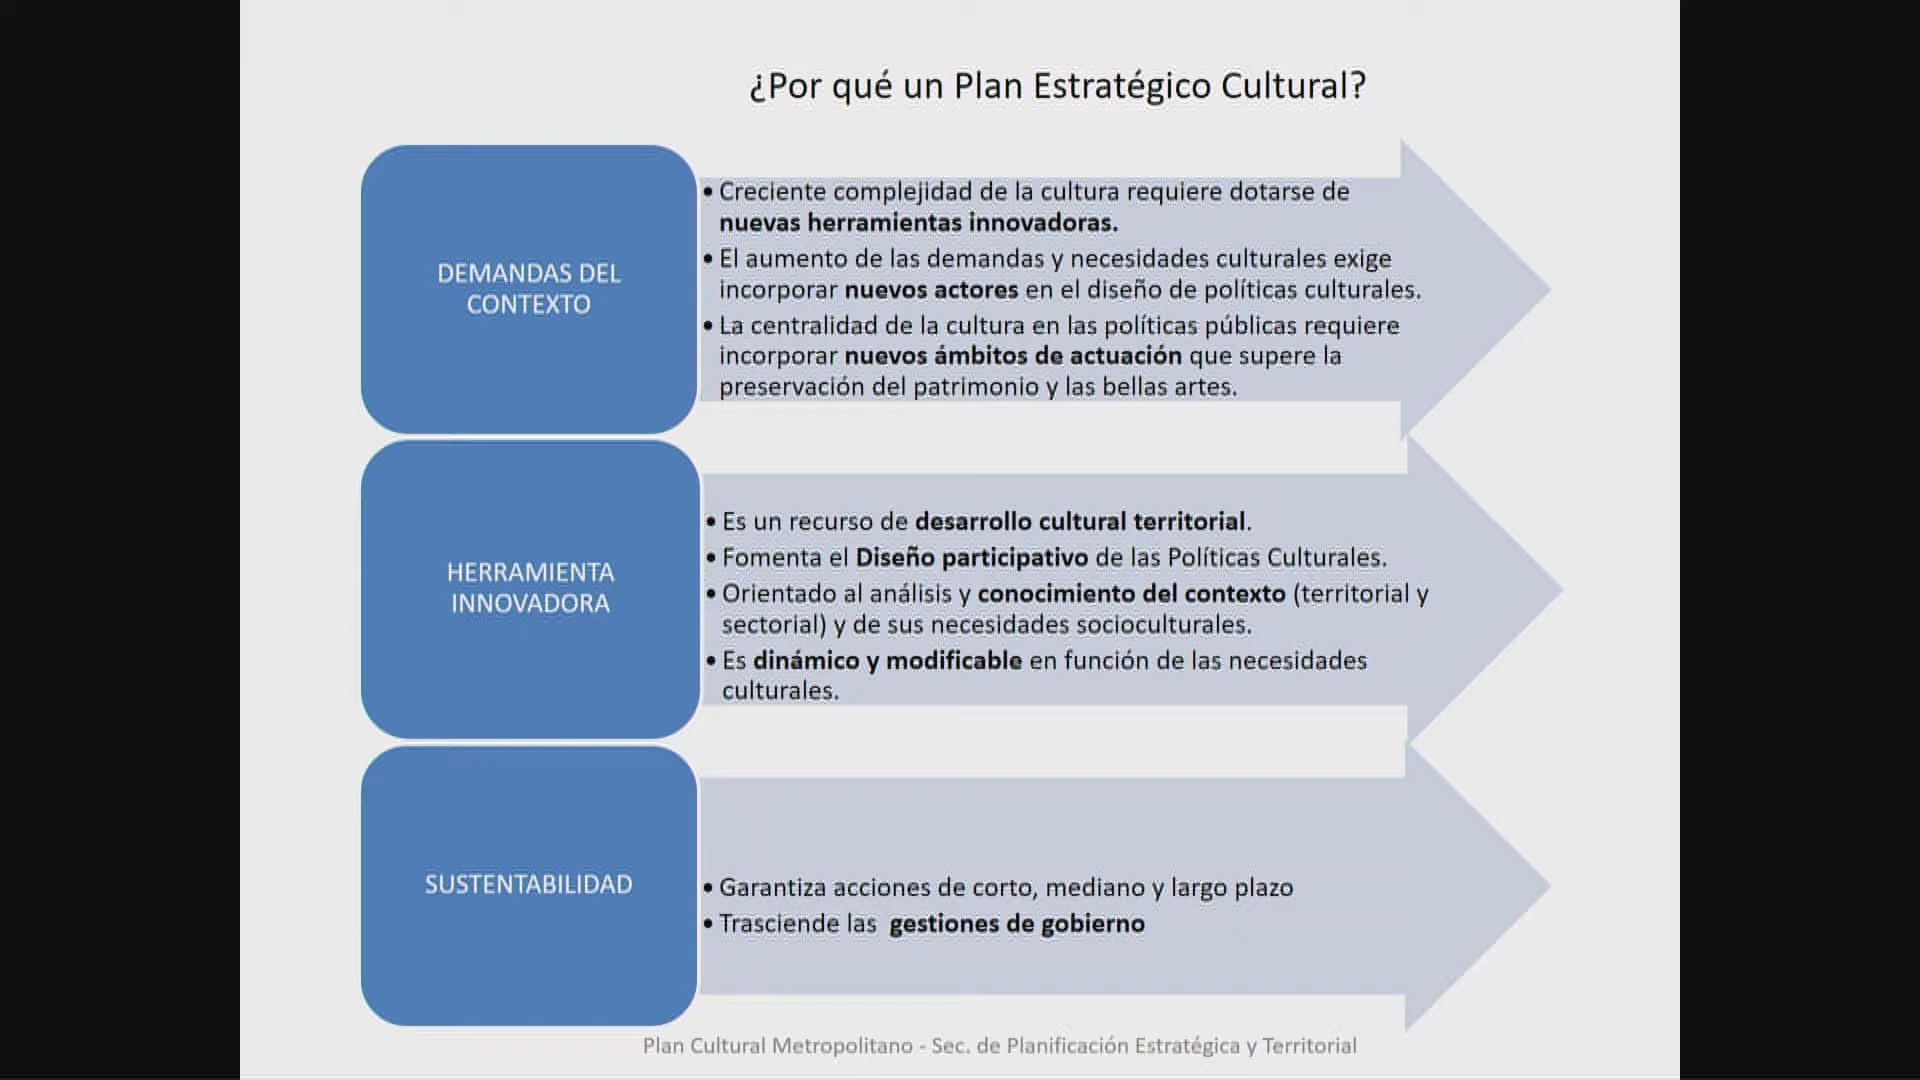 ¿Por qué un Plan Estratégico Cultural?
DEMANDAS DEL
CONTEXTO
• Creciente complejidad de la cultura requiere dotarse de
nuevas herramientas innovadoras.
• El aumento de las demandas y necesidades culturales exige
incorporar nuevos actores en el diseño de políticas culturales.
• La centralidad de la cultura en las políticas públicas requiere
incorporar nuevos ámbitos de actuación que supere la
preservación del patrimonio y las bellas artes.
HERRAMIENTA
INNOVADORA
• Es un recurso de desarrollo cultural territorial.
• Fomenta el Diseño participativo de las Políticas Culturales.
• Orientado al análisis y conocimiento del contexto (territorial y
sectorial) y de sus necesidades socioculturales.
• Es dinámico y modificable en función de las necesidades
culturales.
SUSTENTABILIDAD
• Garantiza acciones de corto, mediano y largo plazo
• Trasciende las gestiones de gobierno
Plan Cultural Metropolitano - Sec. de Planificación Estratégica y Territorial